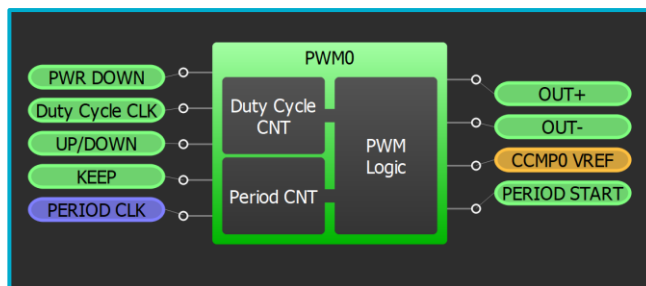 PWM0
PWR DOWN
Duty Cycle CLK
UP/DOWN
KEEP
PERIOD CLK
Duty Cycle
CNT
Period CNT
PWM
Logic
OUT+
OUT-
CCMP0 VREF
PERIOD START